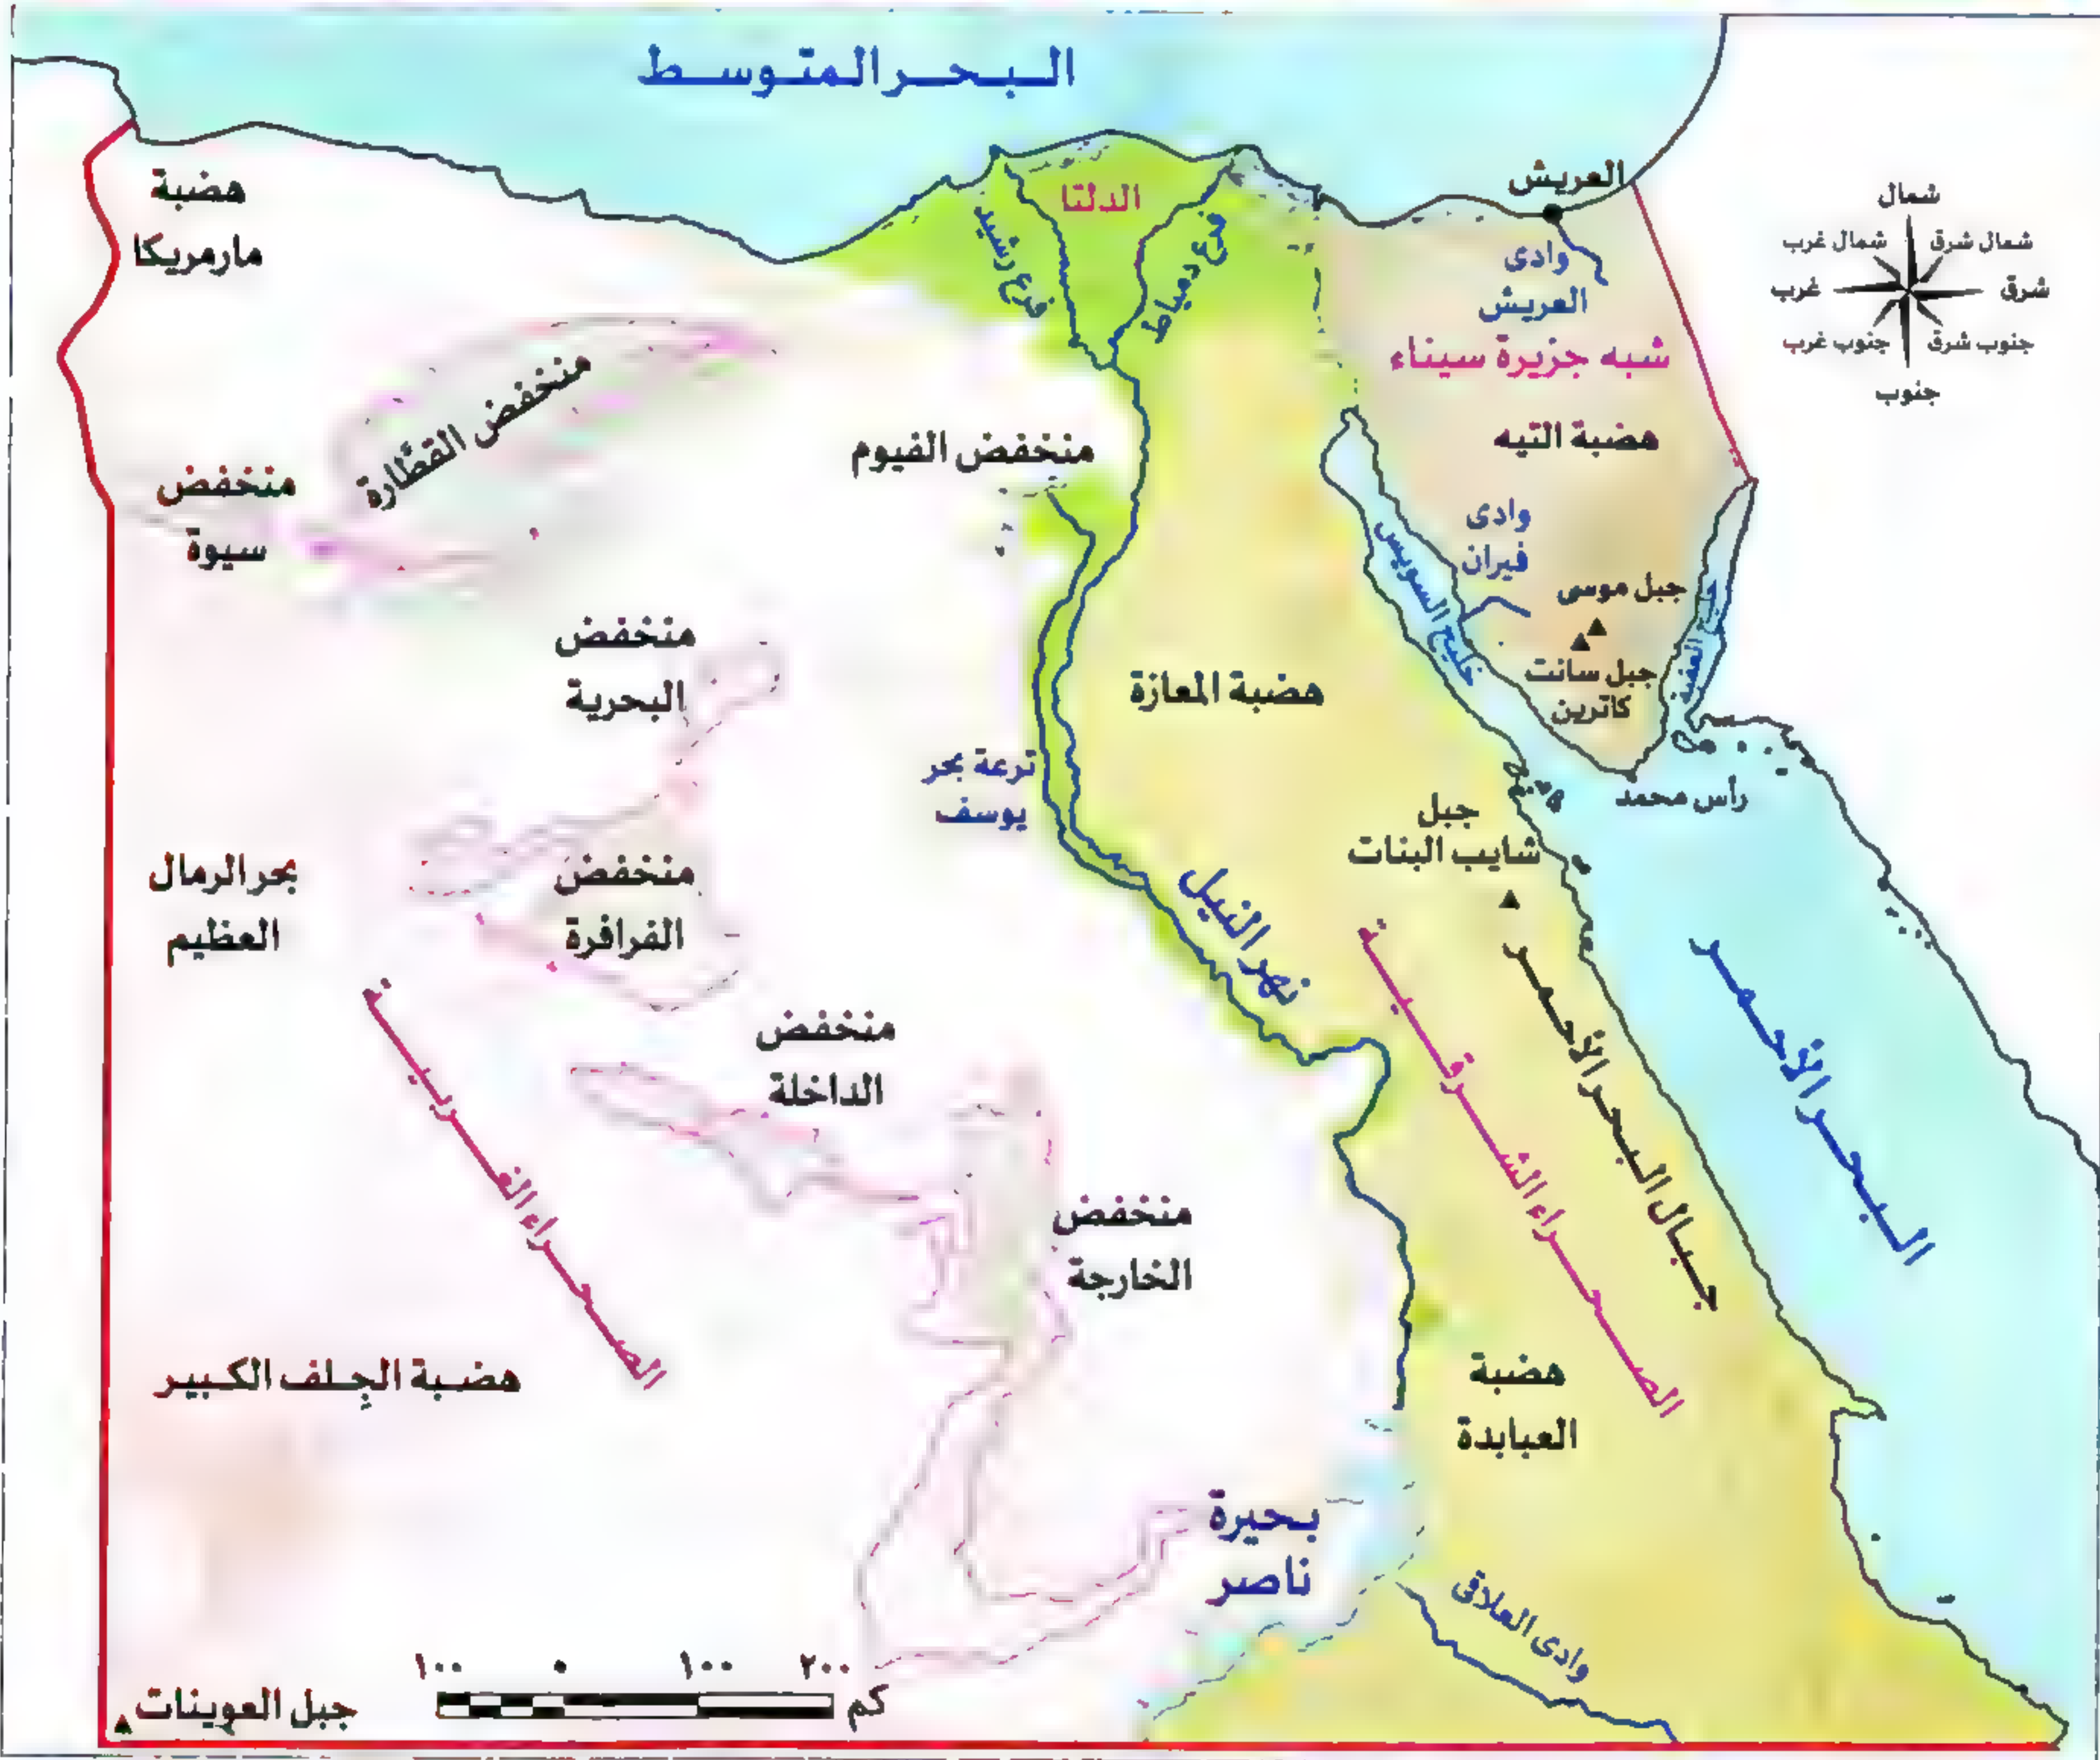 البحر المتوسط
هضبة
مارمريكا
الدلتا
فرع رشيد
فرع دمياط
العريش
وادى
العريش
شبه جزيرة سيناء
هضبة التيه
شمال
شمال غرب
شمال شرق
غرب
شرق
جنوب غرب
جنوب شرق
جنوب
منخفض القطارة
منخفض
سيوة
منخفض الفيوم
وادى
فيران
خليج السويس
جبل موسى
خليج العقبة
جبل سانت
كاترين
رأس محمد
منخفض
البحرية
هضبة المعازة
ترعة بحر
يوسف
جبل
شايب البنات
بحر الرمال
العظيم
منخفض
الفرافرة
نهر النيل
الصحراء الشرقية
جبال البحر الأحمر
البحر الأحمر
منخفض
الداخلة
الصحراء الغربية
منخفض
الخارجة
هضبة الجِلف الكبير
هضبة
العبابدة
بحيرة
ناصر
وادى العلاقى
جبل العوينات
١٠٠ ٠ ١٠٠ ٢٠٠
كم